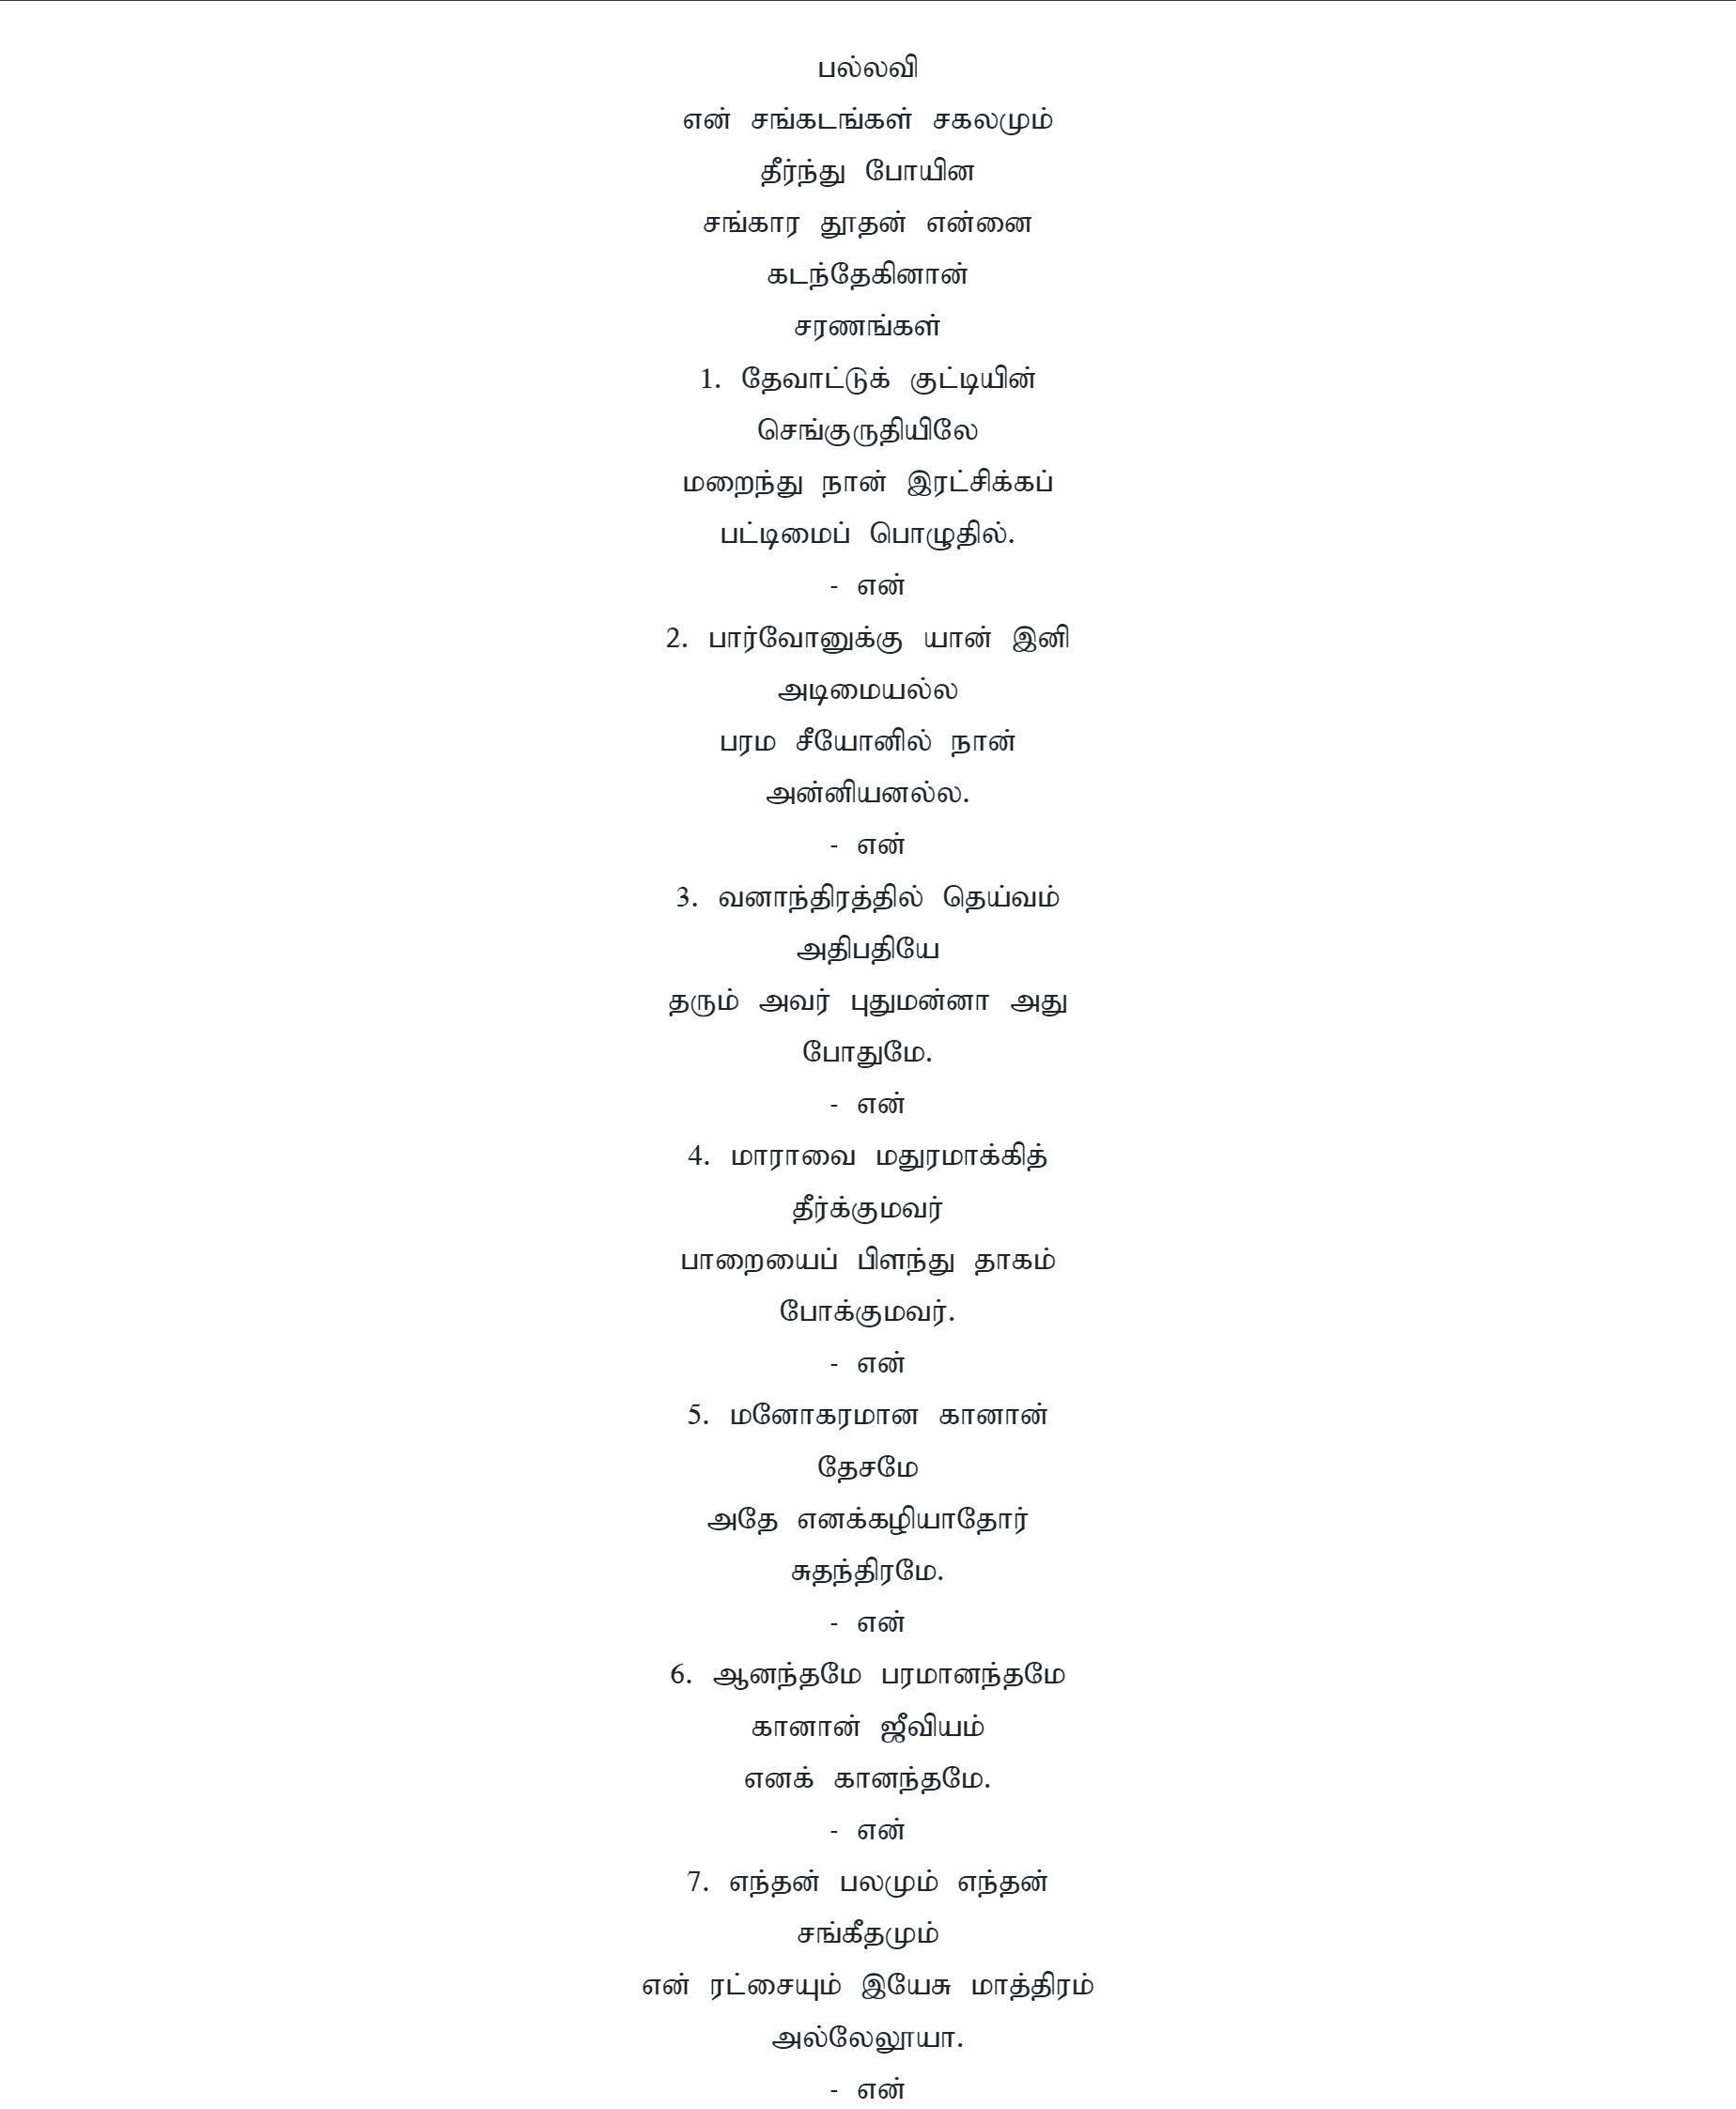 பல்லவி
என் சங்கடங்கள் சகலமும்
தீர்ந்து போயின
சங்கார தூதன் என்னை
கடந்தேகினான்
சரணங்கள்
1. தேவாட்டுக் குட்டியின்
செங்குருதியிலே
மறைந்து நான் இரட்சிக்கப்
பட்டிமைப் பொழுதில்.
- என்
2. பார்வோனுக்கு யான் இனி
அடிமையல்ல
பரம சீயோனில் நான்
அன்னியனல்ல.
- என்
3. வனாந்திரத்தில் தெய்வம்
அதிபதியே
தரும் அவர் புதுமன்னா அது
போதுமே.
- என்
4. மாராவை மதுரமாக்கித்
தீர்க்குமவர்
பாறையைப் பிளந்து தாகம்
போக்குமவர்.
- என்
5. மனோகரமான கானான்
தேசமே
அதே எனக்கழியாதோர்
சுதந்திரமே.
- என்
6. ஆனந்தமே பரமானந்தமே
கானான் ஜீவியம்
எனக் கானந்தமே.
- என்
7. எந்தன் பலமும் எந்தன்
சங்கீதமும்
என் ரட்சையும் இயேசு மாத்திரம்
அல்லேலூயா.
- என்